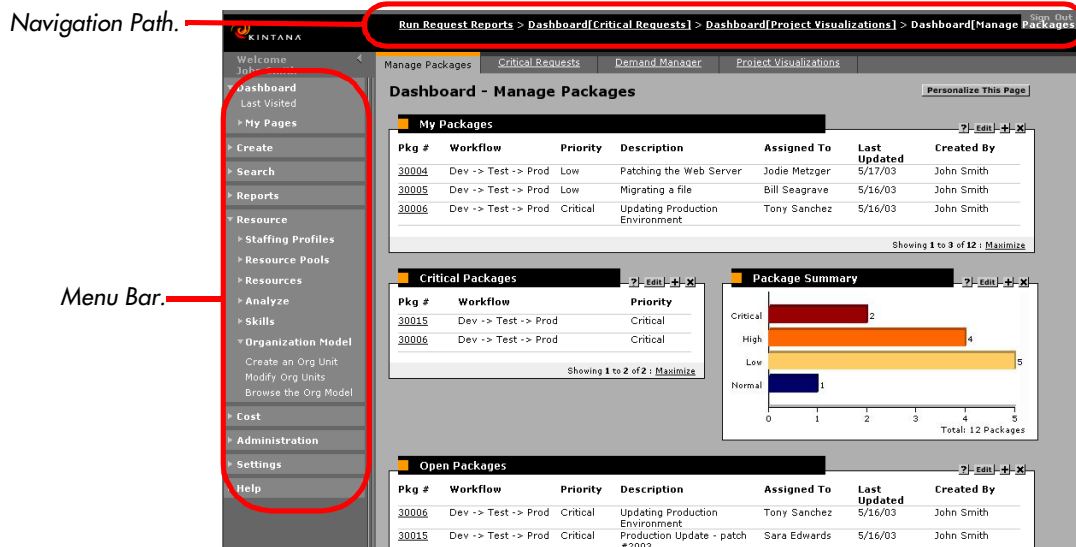 Navigation Path.
Run Request Reports > Dashboard[Critical Requests] > Dashboard[Project Visualizations] > Dashboard[Manage Packages
Sign Out
KINTANA
Welcome
John Smith
Manage Packages Critical Requests Demand Manager Project Visualizations
Dashboard
Last Visited
My Pages
Create
Search
Reports
Resource
Staffing Profiles
Resource Pools
Resources
Analyze
Skills
Organization Model
Create an Org Unit
Modify Org Units
Browse the Org Model
Cost
Administration
Settings
Help
Menu Bar.
Dashboard - Manage Packages
Personalize This Page
My Packages
? Edit + X
Pkg # Workflow Priority Description Assigned To Last Updated Created By
30004 Dev -> Test -> Prod Low Patching the Web Server Jodie Metzger 5/17/03 John Smith
30005 Dev -> Test -> Prod Low Migrating a file Bill Seagrave 5/16/03 John Smith
30006 Dev -> Test -> Prod Critical Updating Production Environment Tony Sanchez 5/16/03 John Smith
Showing 1 to 3 of 12 : Maximize
Critical Packages
? Edit + X
Pkg # Workflow Priority
30015 Dev -> Test -> Prod Critical
30006 Dev -> Test -> Prod Critical
Showing 1 to 2 of 2 : Maximize
Package Summary
? Edit + X
Critical 2
High 4
Low 5
Normal 1
0 1 2 3 4 5
Total: 12 Packages
Open Packages
? Edit + X
Pkg # Workflow Priority Description Assigned To Last Updated Created By
30006 Dev -> Test -> Prod Critical Updating Production Environment Tony Sanchez 5/16/03 John Smith
30015 Dev -> Test -> Prod Critical Production Update - patch #2003 Sara Edwards 5/16/03 John Smith